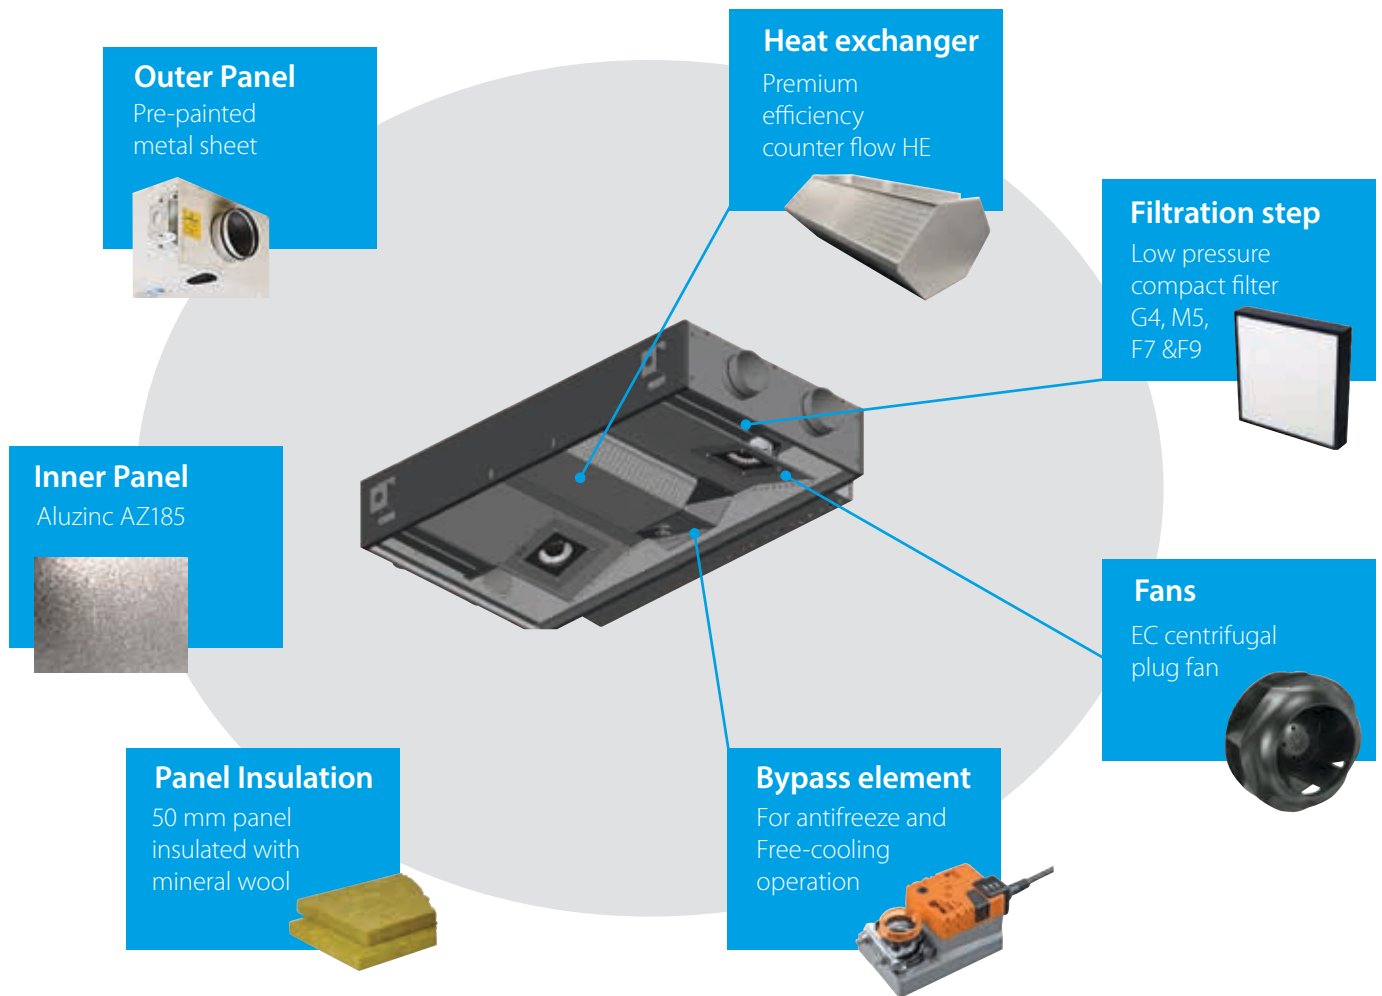 Outer Panel
Pre-painted
metal sheet
Heat exchanger
Premium
efficiency
counter flow HE
Filtration step
Low pressure
compact filter
G4, M5,
F7 &F9
Inner Panel
Aluzinc AZ185
Fans
EC centrifugal
plug fan
Panel Insulation
50 mm panel
insulated with
mineral wool
Bypass element
For antifreeze and
Free-cooling
operation